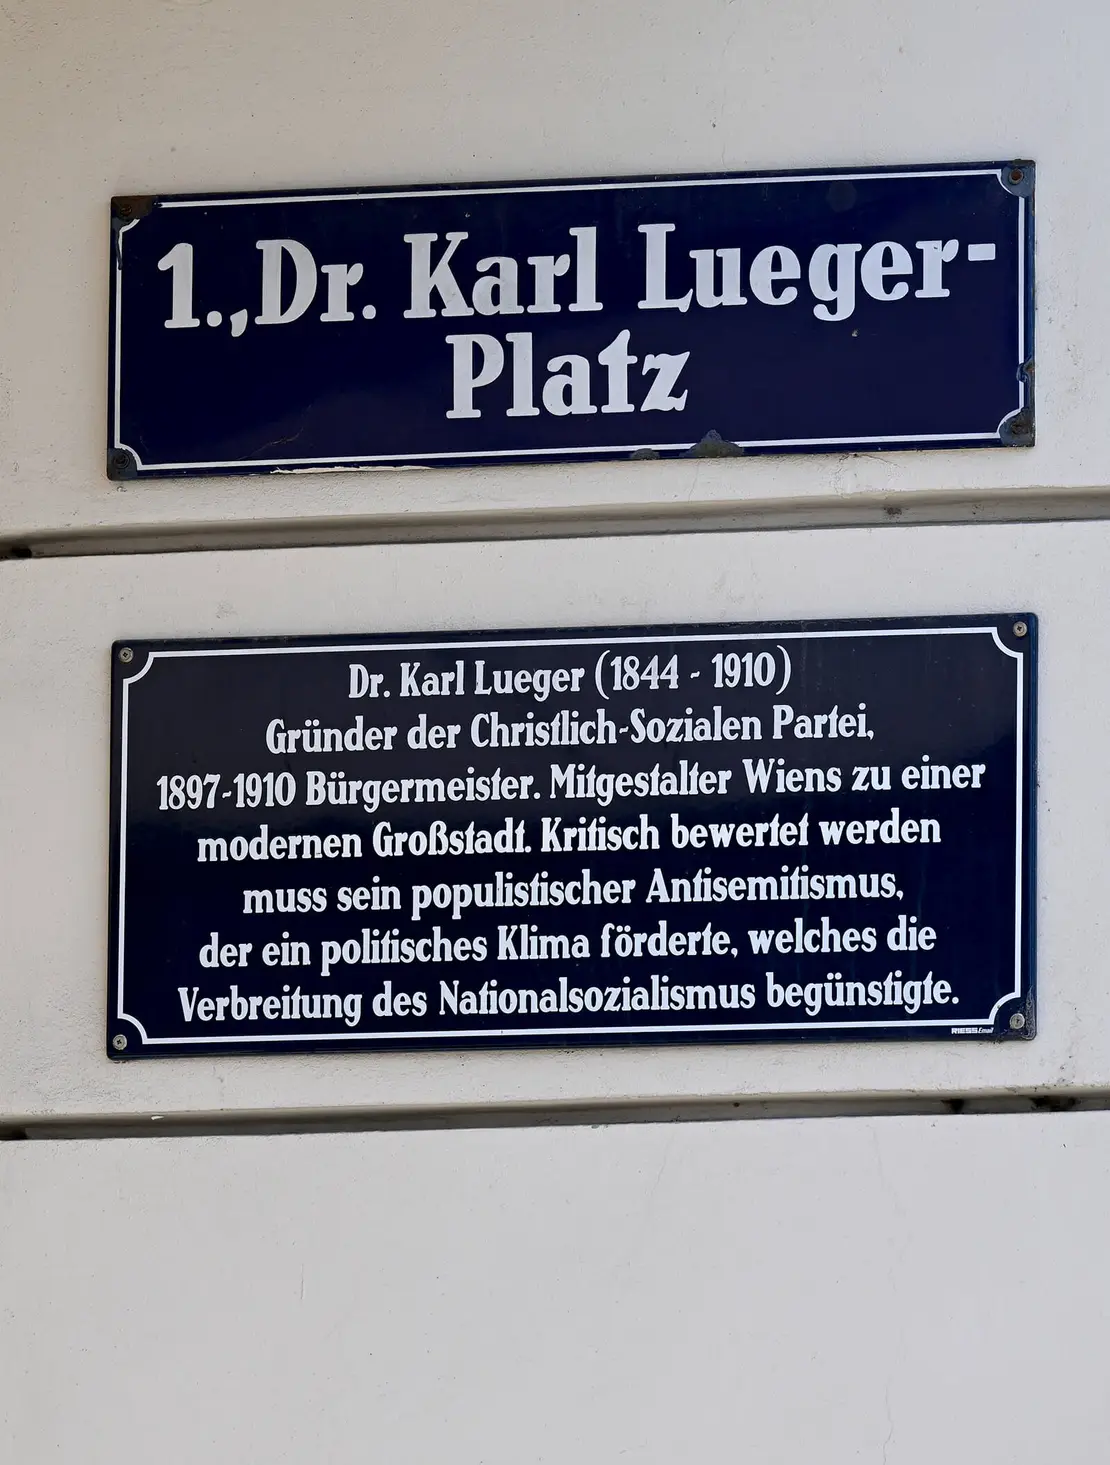 1.,Dr. Karl Lueger-
Platz
Dr. Karl Lueger (1844 - 1910)
Gründer der Christlich-Sozialen Partei,
1897-1910 Bürgermeister. Mitgestalter Wiens zu einer
modernen Großstadt. Kritisch bewertet werden
muss sein populistischer Antisemitismus,
der ein politisches Klima förderte, welches die
Verbreitung des Nationalsozialismus begünstigte.
RIESS Email